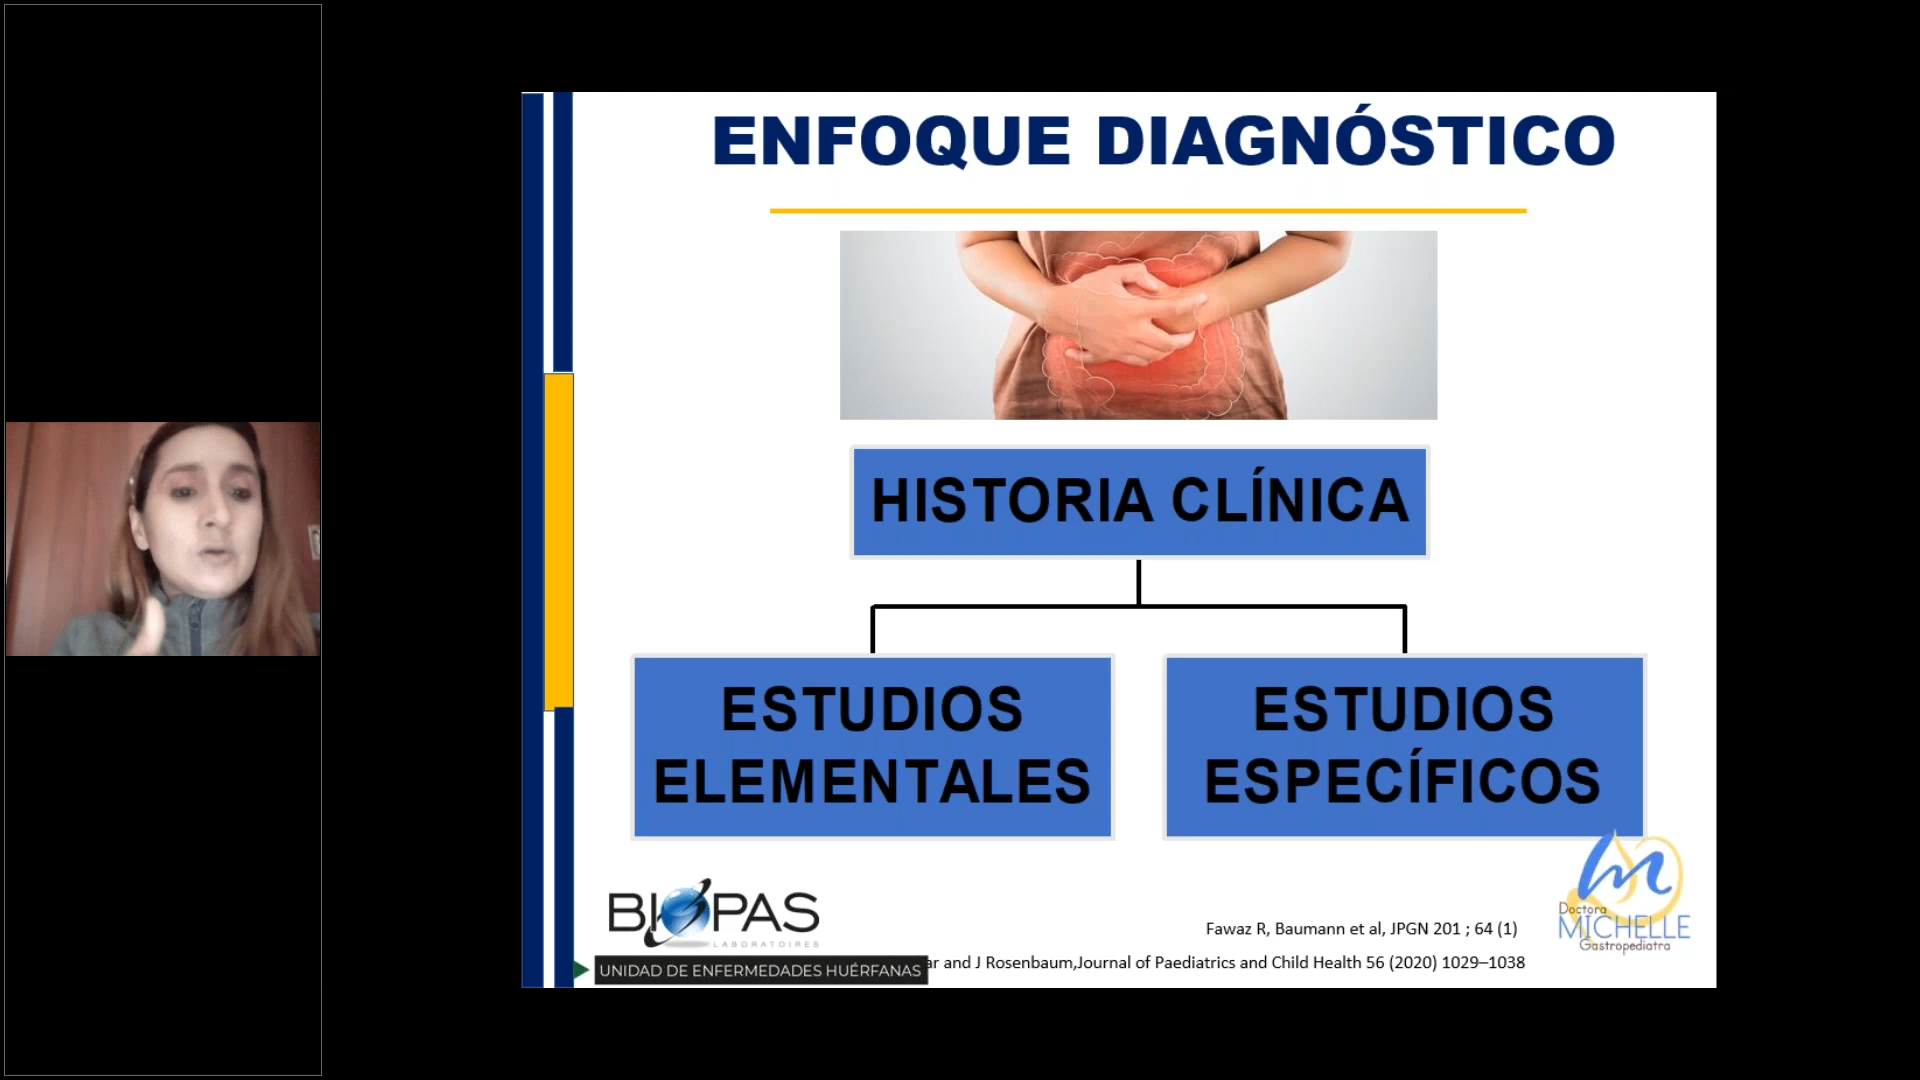 ENFOQUE DIAGNÓSTICO
HISTORIA CLÍNICA
ESTUDIOS
ELEMENTALES
ESTUDIOS
ESPECÍFICOS
BIOPAS
LABORATOIRES
UNIDAD DE ENFERMEDADES HUÉRFANAS
Fawaz R, Baumann et al, JPGN 201 ; 64 (1)
and J Rosenbaum,Journal of Paediatrics and Child Health 56 (2020) 1029–1038
Doctora
MICHELLE
Gastropediatra